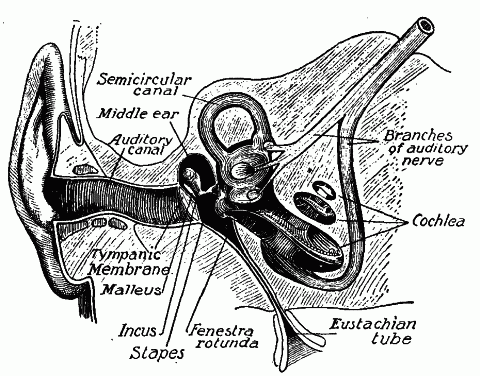 Semicircular
canal
Middle ear
Auditory
canal
Branches
of auditory
nerve
Cochlea
Tympanic
Membrane
Malleus
Incus
Stapes
Fenestra
rotunda
Eustachian
tube